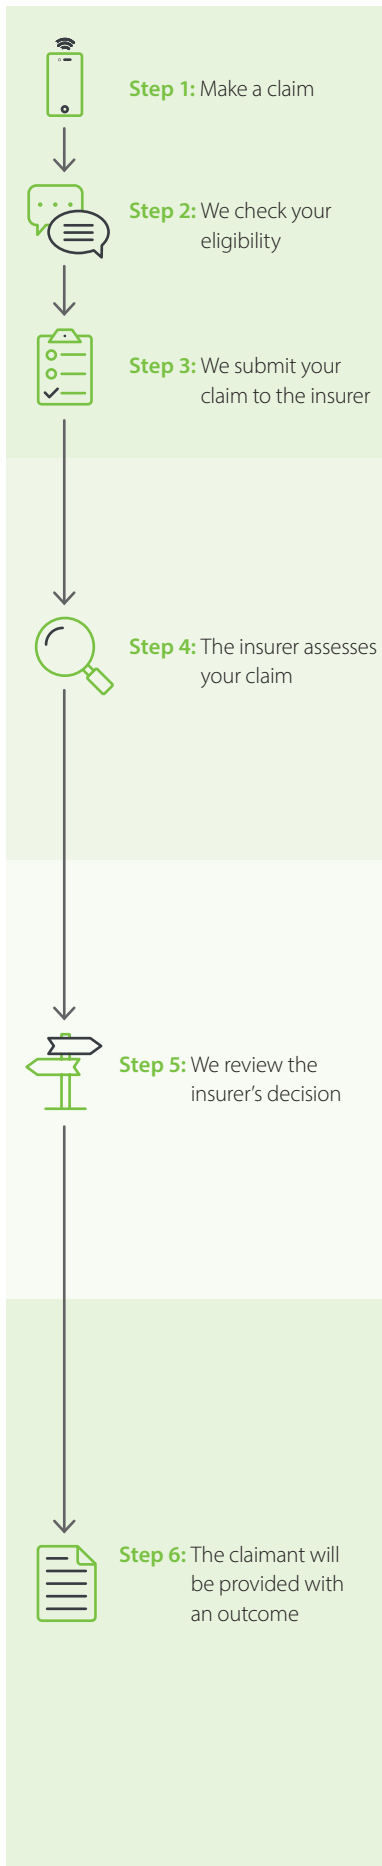 Step 1: Make a claim
Step 2: We check your
eligibility
Step 3: We submit your
claim to the insurer
Step 4: The insurer assesses
your claim
Step 5: We review the
insurer’s decision
Step 6: The claimant will
be provided with
an outcome